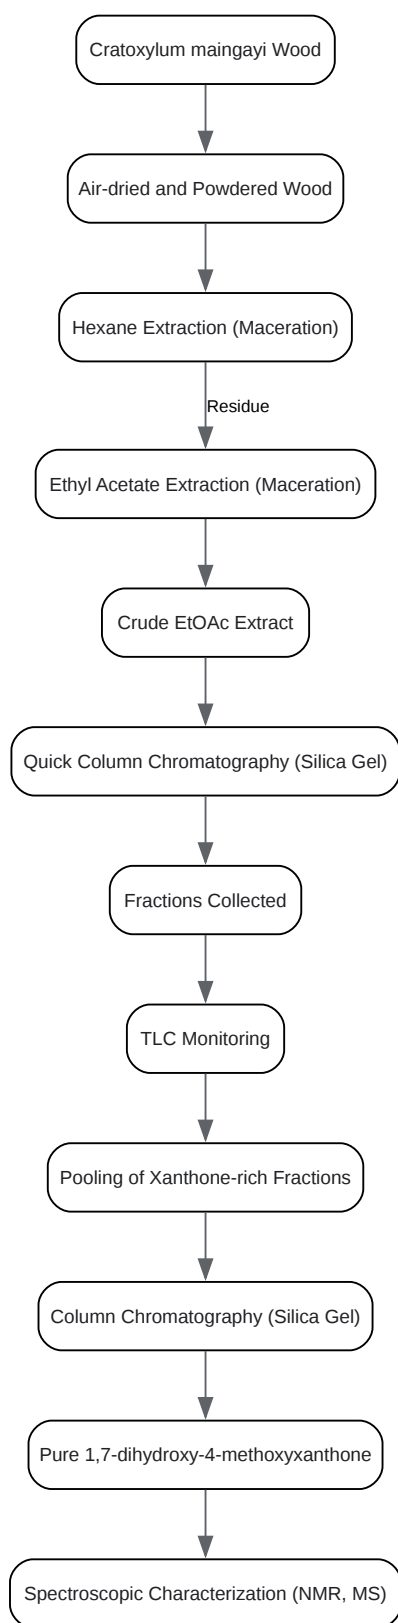 Cratoxylum maingayi Wood
Air-dried and Powdered Wood
Hexane Extraction (Maceration)
Residue
Ethyl Acetate Extraction (Maceration)
Crude EtOAc Extract
Quick Column Chromatography (Silica Gel)
Fractions Collected
TLC Monitoring
Pooling of Xanthone-rich Fractions
Column Chromatography (Silica Gel)
Pure 1,7-dihydroxy-4-methoxyxanthone
Spectroscopic Characterization (NMR, MS)